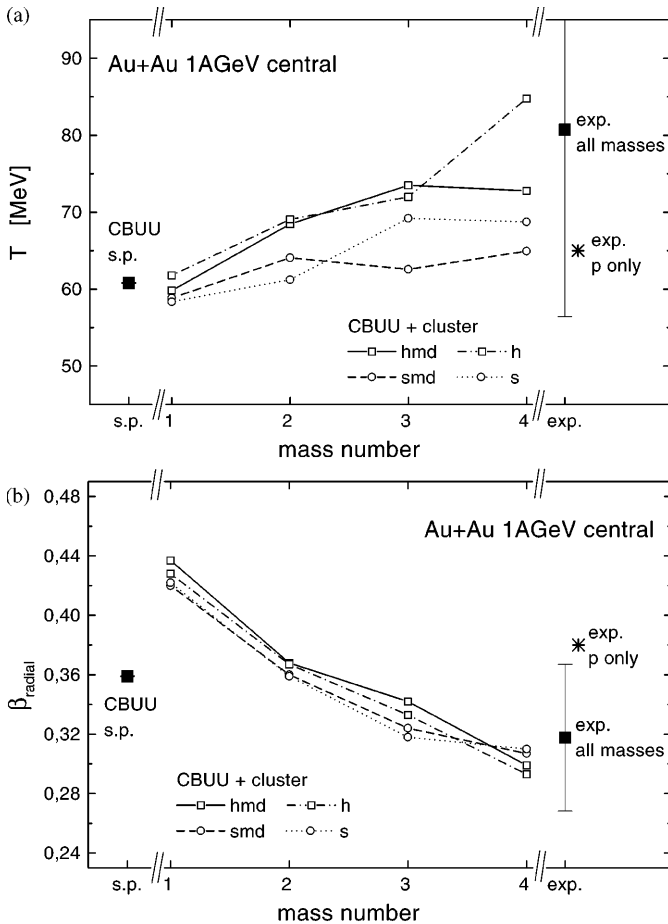 (a)
Au+Au 1AGeV central
90
80
70
60
50
T [MeV]
CBUU
s.p.
exp.
all masses
exp.
p only
CBUU + cluster
hmd
h
smd
s
s.p.
1
2
3
4
exp.
mass number
(b)
0,48
0,44
0,40
0,36
0,32
0,28
0,24
βradial
Au+Au 1AGeV central
CBUU
s.p.
exp.
p only
exp.
all masses
CBUU + cluster
hmd
h
smd
s
s.p.
1
2
3
4
exp.
mass number